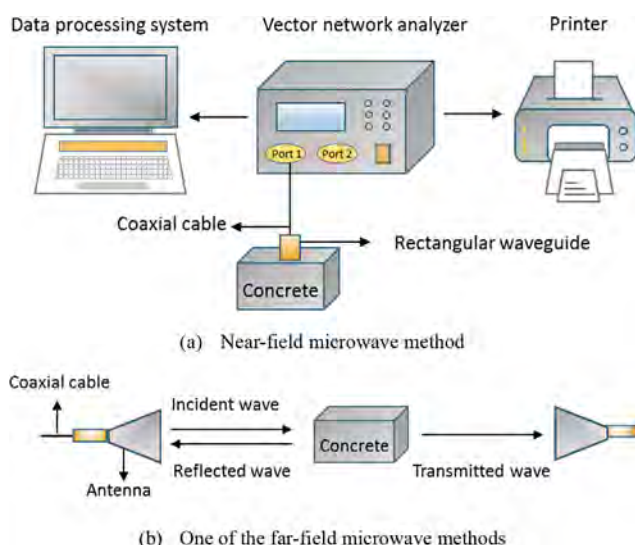 Data processing system
Vector network analyzer
Printer
Port 1
Port 2
Coaxial cable
Rectangular waveguide
Concrete
(a) Near-field microwave method
Coaxial cable
Incident wave
Concrete
Reflected wave
Transmitted wave
Antenna
(b) One of the far-field microwave methods